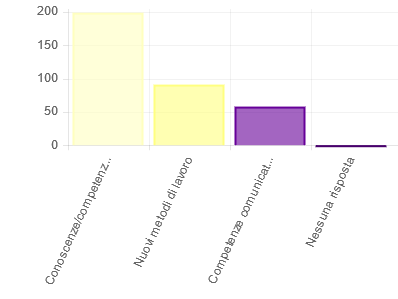 200
150
100
50
0
Conoscenze/competenz...
Nuovi metodi di lavoro
Competenze comunicat...
Nessuna risposta